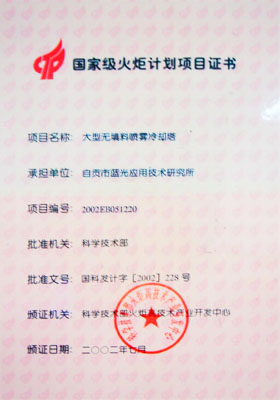 国家级火炬计划项目证书
项目名称: 大型无填料喷雾冷却塔
承担单位: 自贡市蓝光应用技术研究所
项目编号: 2002EB051220
批准机关: 科学技术部
批准文号: 国科发计字[2002]228号
颁证机关: 科学技术部火炬高技术产业开发中心
颁证日期: 二〇〇二年七月